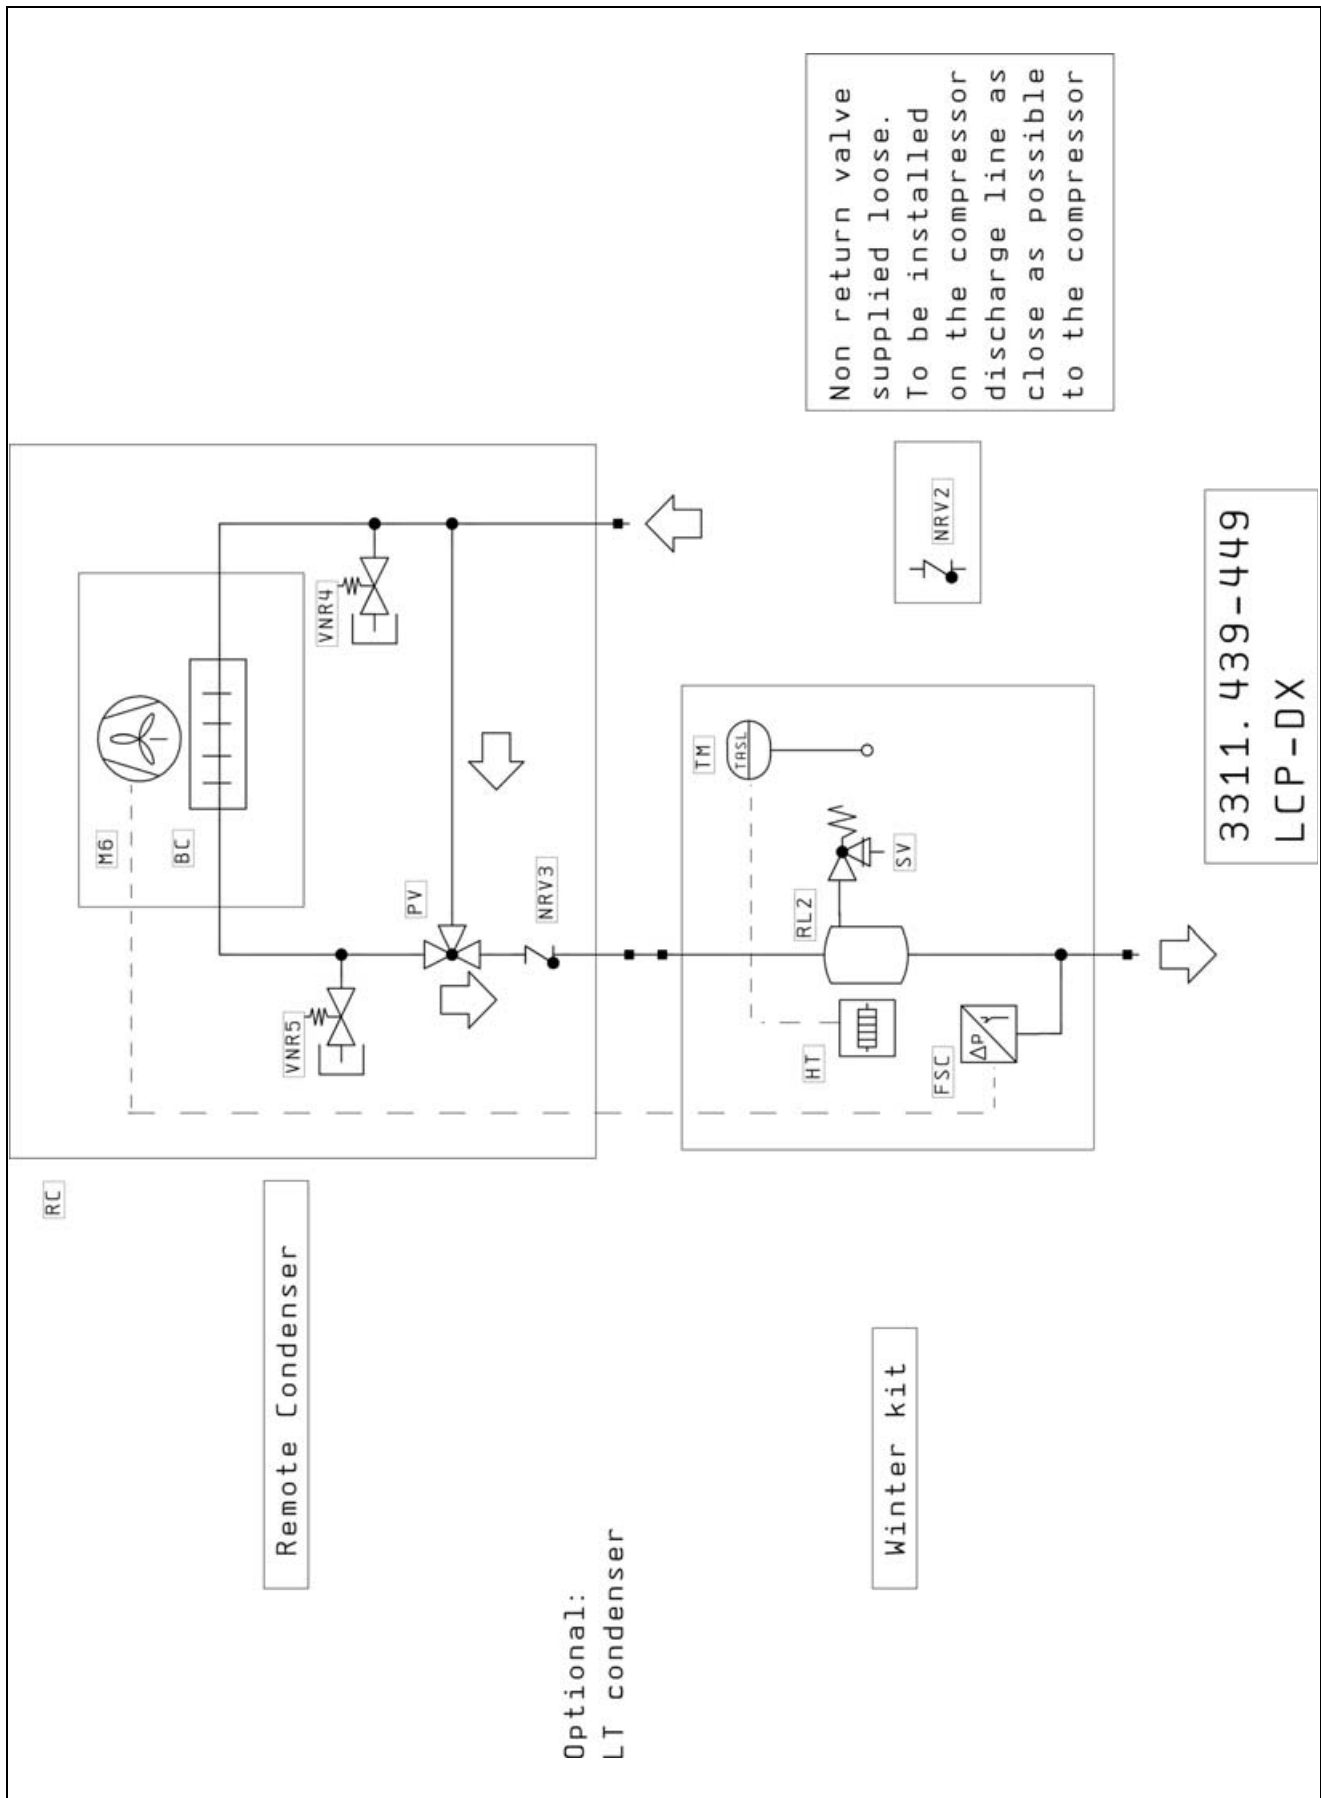 Optional:
LT condenser
Remote Condenser
RC
M6
BC
VNR4
VNR5
PV
NRV3
Winter kit
TM
TASL
RL2
SV
HT
FSC
ΔP
NRV2
Non return valve
supplied loose.
To be installed
on the compressor
discharge line as
close as possible
to the compressor
3311. 439-449
LCP-DX